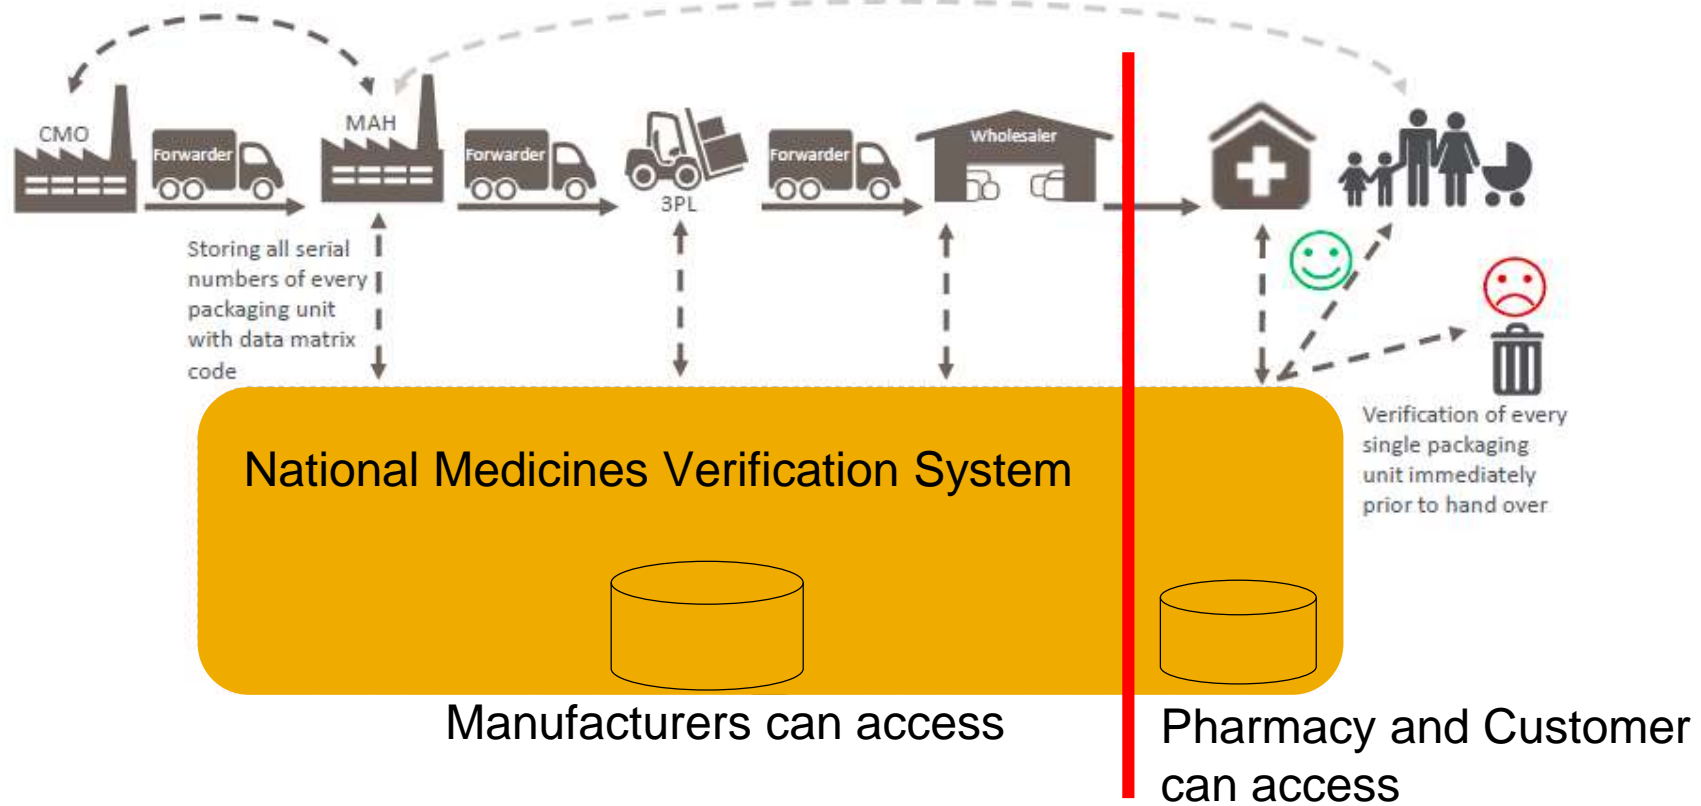 CMO
Forwarder
MAH
Forwarder
3PL
Forwarder
Wholesaler
Storing all serial
numbers of every
packaging unit
with data matrix
code
Verification of every
single packaging
unit immediately
prior to hand over
National Medicines Verification System
Manufacturers can access
Pharmacy and Customer
can access